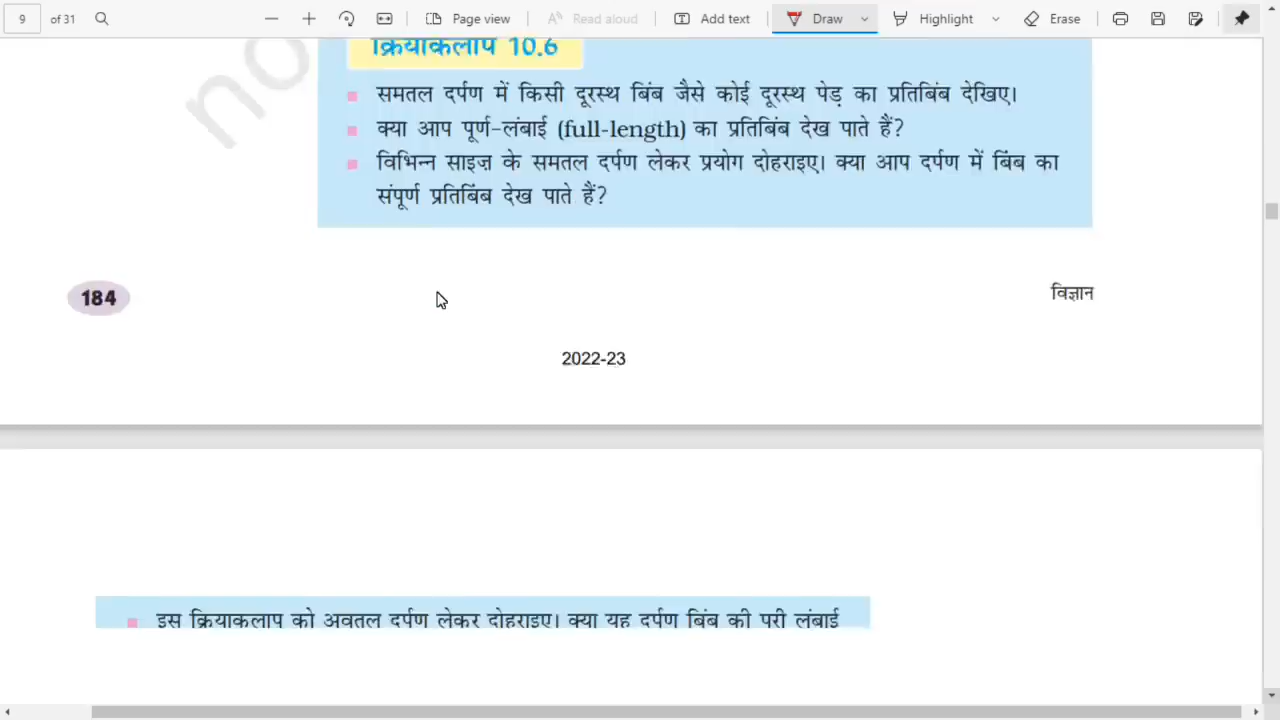 9 of 31 Page view Read aloud Add text Draw Highlight Erase
no
क्रियाकलाप 10.6
समतल दर्पण में किसी दूरस्थ बिंब जैसे कोई दूरस्थ पेड़ का प्रतिबिंब देखिए।
क्या आप पूर्ण-लंबाई (full-length) का प्रतिबिंब देख पाते हैं?
विभिन्न साइज़ के समतल दर्पण लेकर प्रयोग दोहराइए। क्या आप दर्पण में बिंब का
संपूर्ण प्रतिबिंब देख पाते हैं?
184
विज्ञान
2022-23
इस क्रियाकलाप को अवतल दर्पण लेकर दोहराइए। क्या यह दर्पण बिंब की पूरी लंबाई